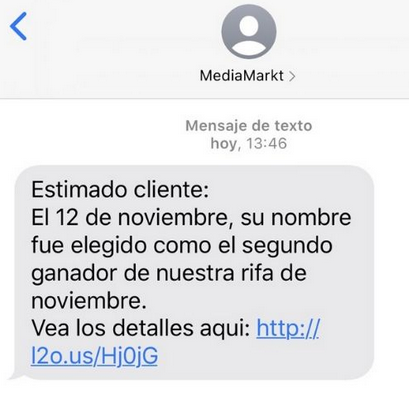 MediaMarkt
Mensaje de texto
hoy, 13:46
Estimado cliente:
El 12 de noviembre, su nombre
fue elegido como el segundo
ganador de nuestra rifa de
noviembre.
Vea los detalles aqui: http://
l2o.us/Hj0jG